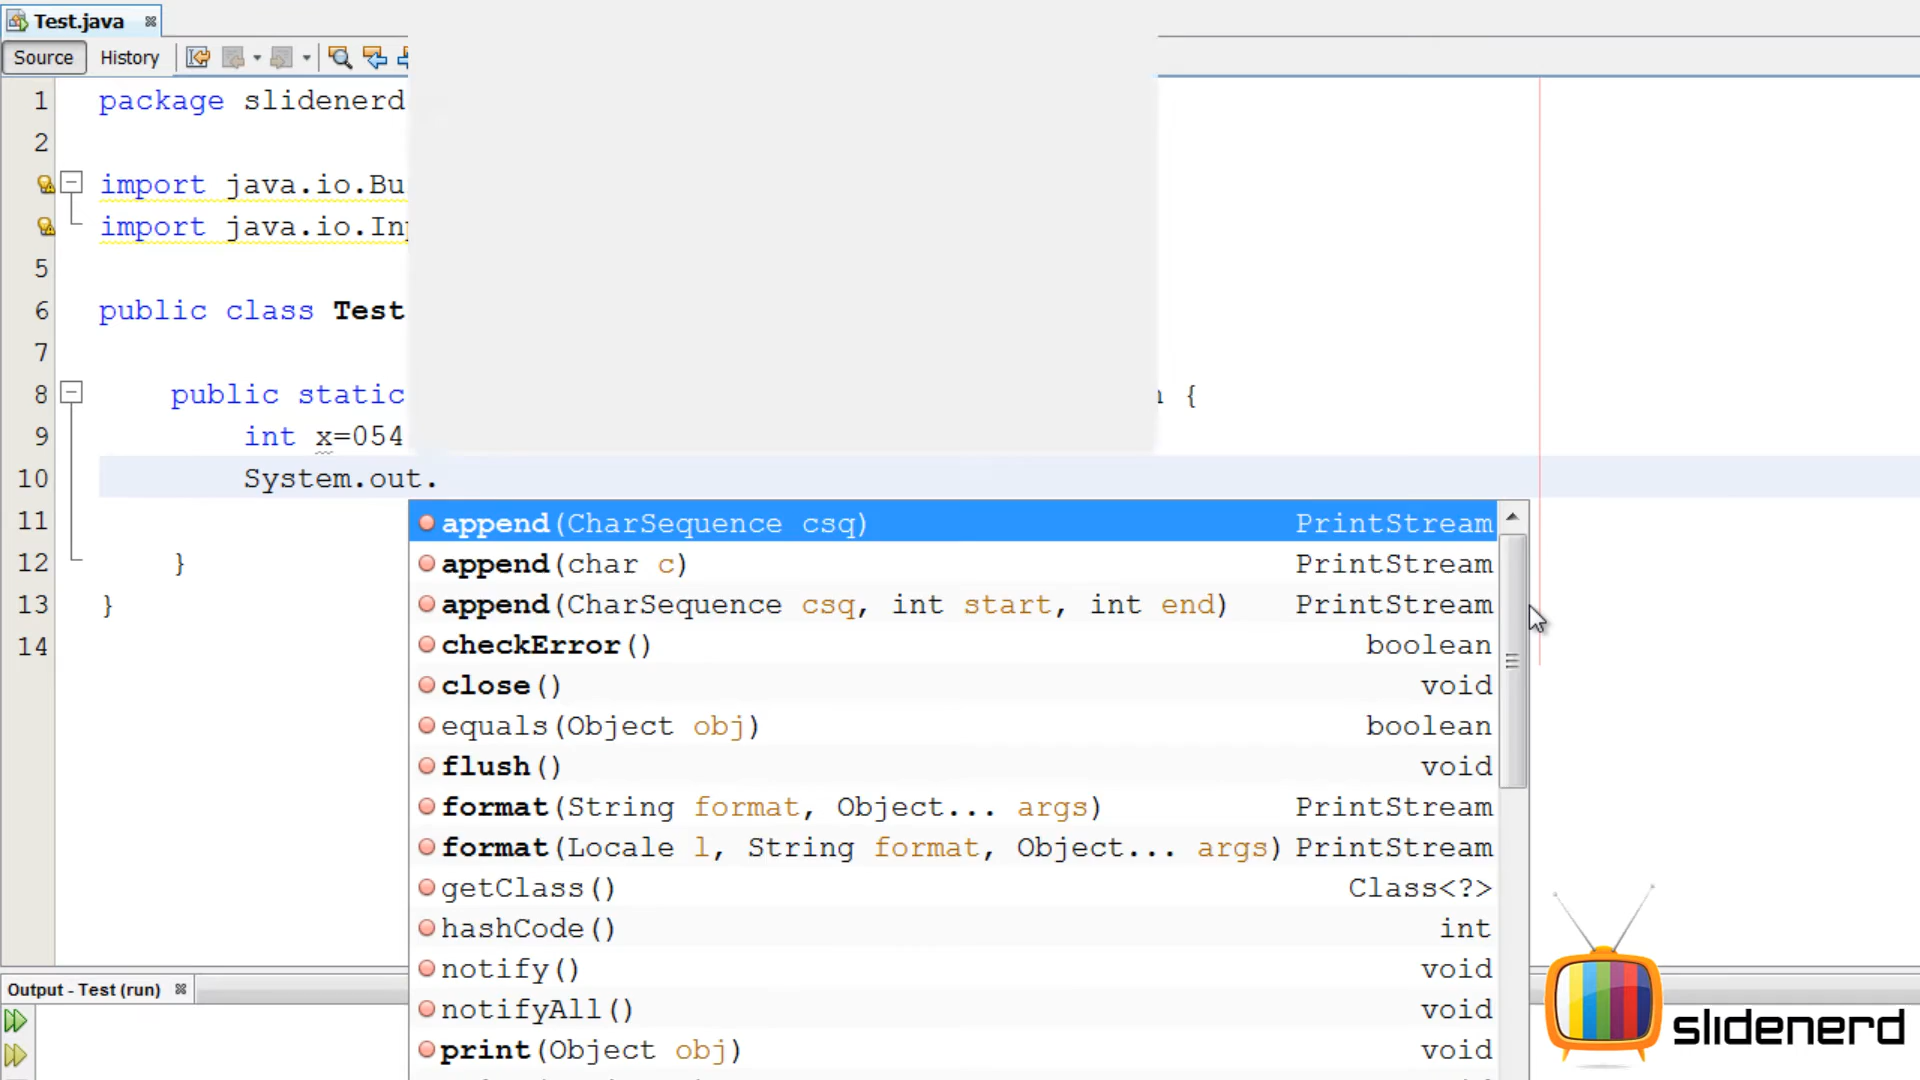 Test.java
Source History
1 package slidenerd
2
import java.io.Bu
import java.io.Inp
5
6 public class Test
7
8 public static {
9 int x=054
10 System.out.
11
12 }
13 }
14
append(CharSequence csq) PrintStream
append(char c) PrintStream
append(CharSequence csq, int start, int end) PrintStream
checkError() boolean
close() void
equals(Object obj) boolean
flush() void
format(String format, Object... args) PrintStream
format(Locale l, String format, Object... args) PrintStream
getClass() Class<?>
hashCode() int
notify() void
notifyAll() void
print(Object obj) void
Output - Test (run)
slidenerd